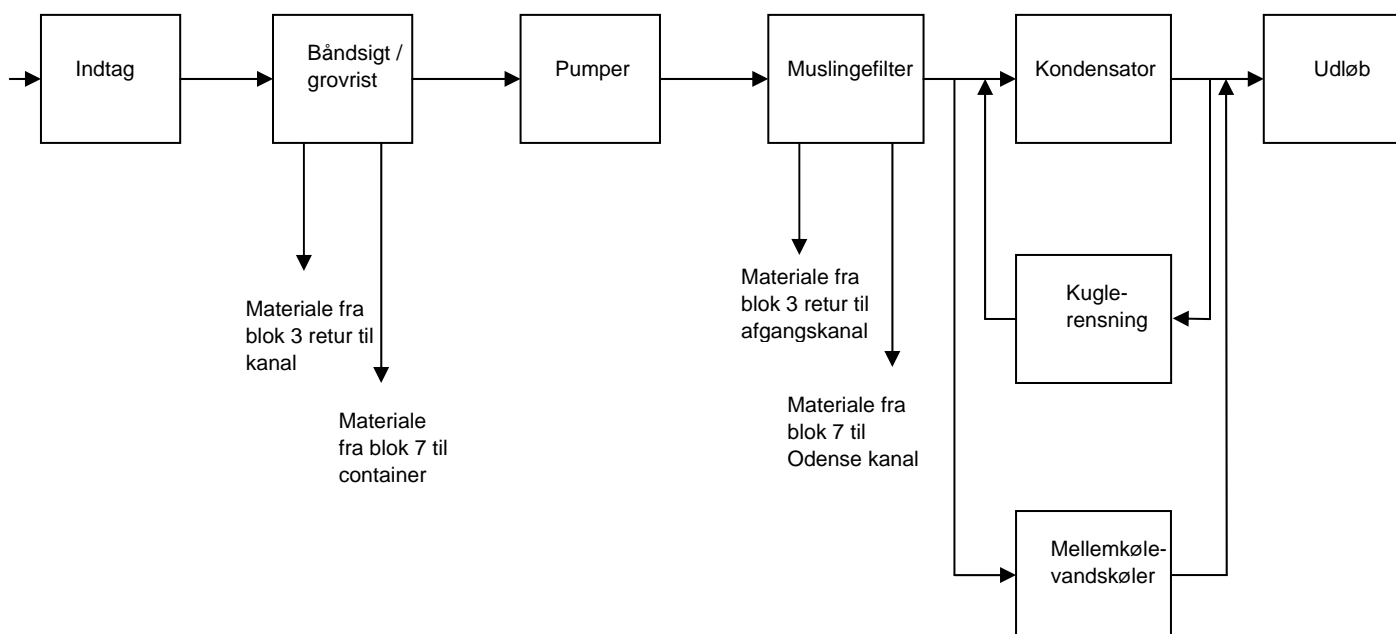 Indtag
Båndsigt /
grovrist
Pumper
Muslingefilter
Kondensator
Udløb
Materiale fra
blok 3 retur til
kanal
Materiale
fra blok 7 til
container
Materiale fra
blok 3 retur til
afgangskanal
Materiale fra
blok 7 til
Odense kanal
Kugle-
rensning
Mellemkøle-
vandskøler